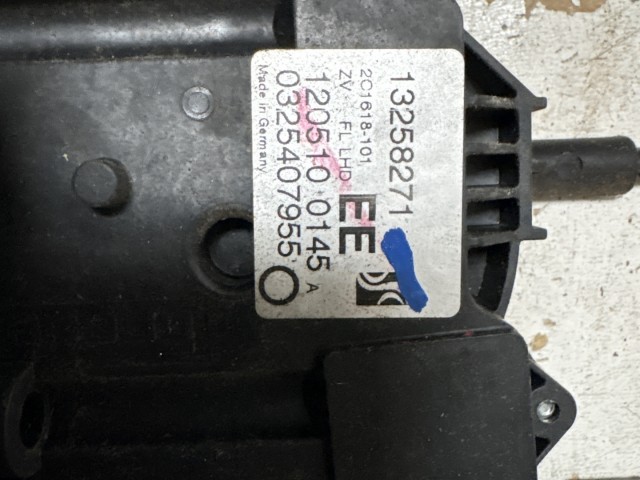 13258271
2C1618-101 EE
ZV FL LHD
120510 0145 A
0325407955
Made in Germany